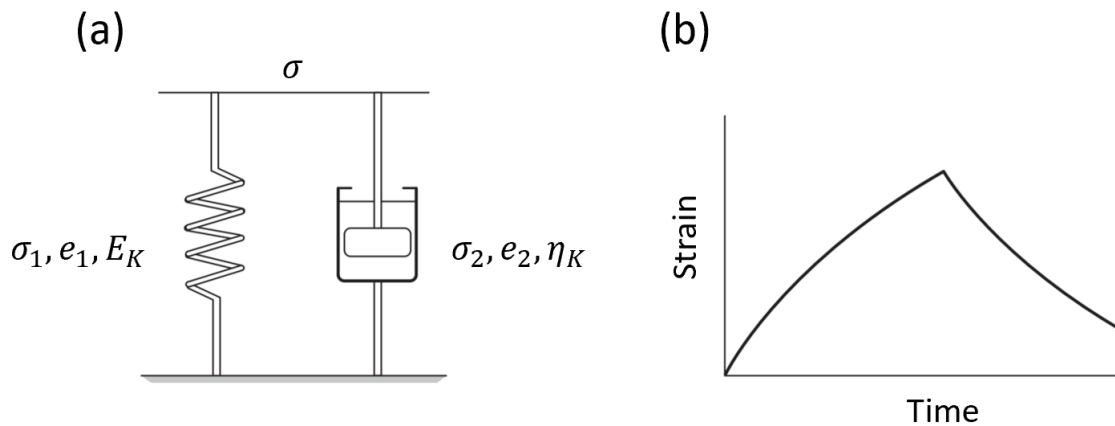 (a)
σ
σ₁, e₁, E_K
σ₂, e₂, η_K
(b)
Strain
Time